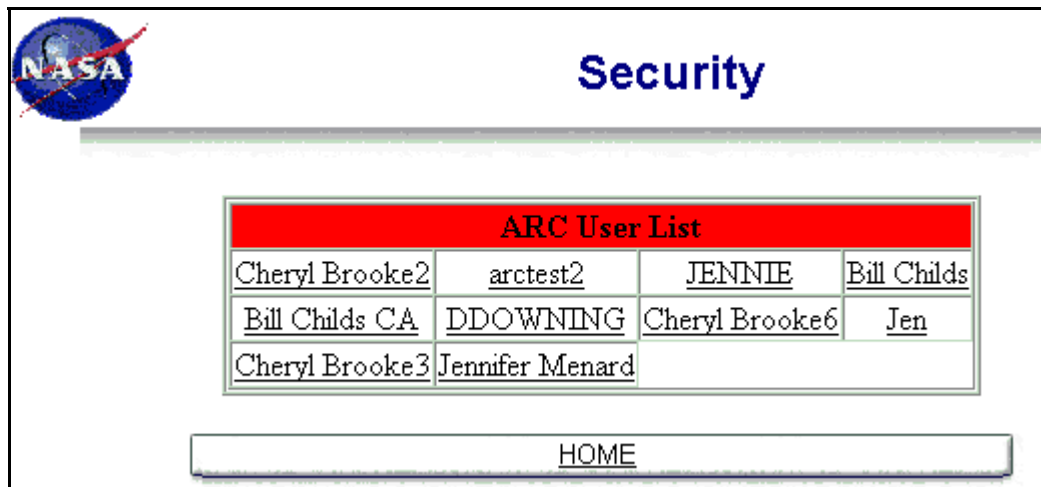 NASA
Security
ARC User List
Cheryl Brooke2 arctest2 JENNIE Bill Childs
Bill Childs CA DDOWNING Cheryl Brooke6 Jen
Cheryl Brooke3 Jennifer Menard
HOME